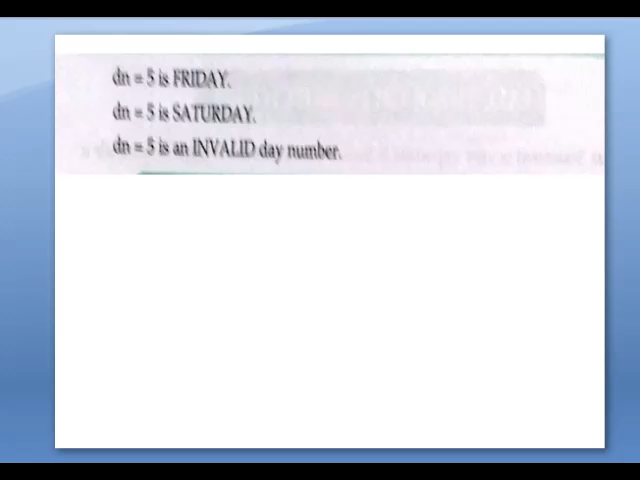 dn = 5 is FRIDAY.
dn = 5 is SATURDAY.
dn = 5 is an INVALID day number.